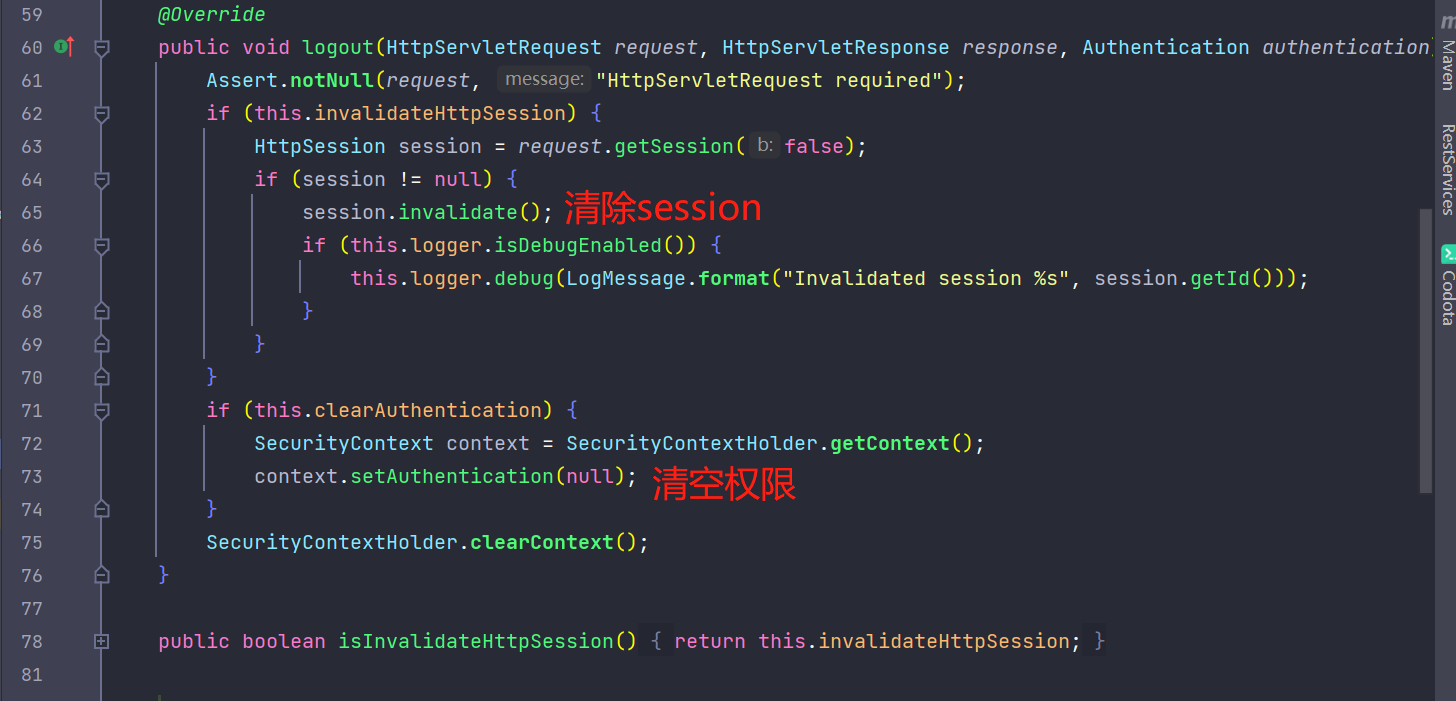 59 @Override
60 public void logout(HttpServletRequest request, HttpServletResponse response, Authentication authentication)
61 Assert.notNull(request, message: "HttpServletRequest required");
62 if (this.invalidateHttpSession) {
63 HttpSession session = request.getSession( b: false);
64 if (session != null) {
65 session.invalidate(); 清除session
66 if (this.logger.isDebugEnabled()) {
67 this.logger.debug(LogMessage.format("Invalidated session %s", session.getId()));
68 }
69 }
70 }
71 if (this.clearAuthentication) {
72 SecurityContext context = SecurityContextHolder.getContext();
73 context.setAuthentication(null); 清空权限
74 }
75 SecurityContextHolder.clearContext();
76 }
77
78 public boolean isInvalidateHttpSession() { return this.invalidateHttpSession; }
81
Maven
RestServices
Codota